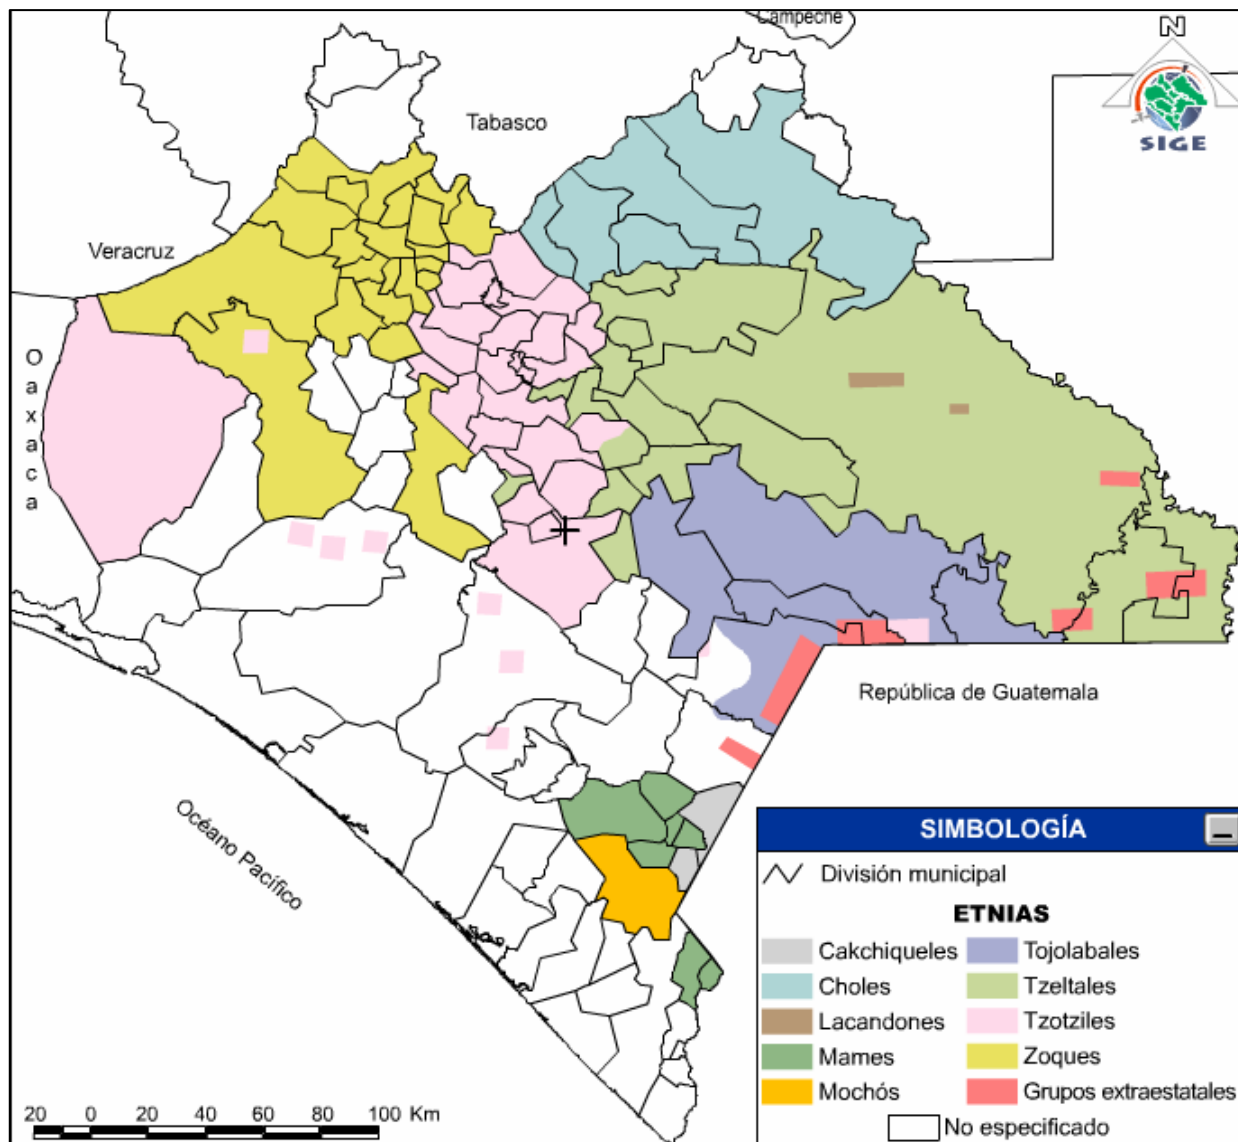 Campeche
N
Tabasco
SIGE
Veracruz
Oaxaca
República de Guatemala
Océano Pacífico
SIMBOLOGÍA
División municipal
ETNIAS
Cakchiqueles
Tojolabales
Choles
Tzeltales
Lacandones
Tzotziles
Mames
Zoques
Mochós
Grupos extraestatales
No especificado
20 0 20 40 60 80 100 Km